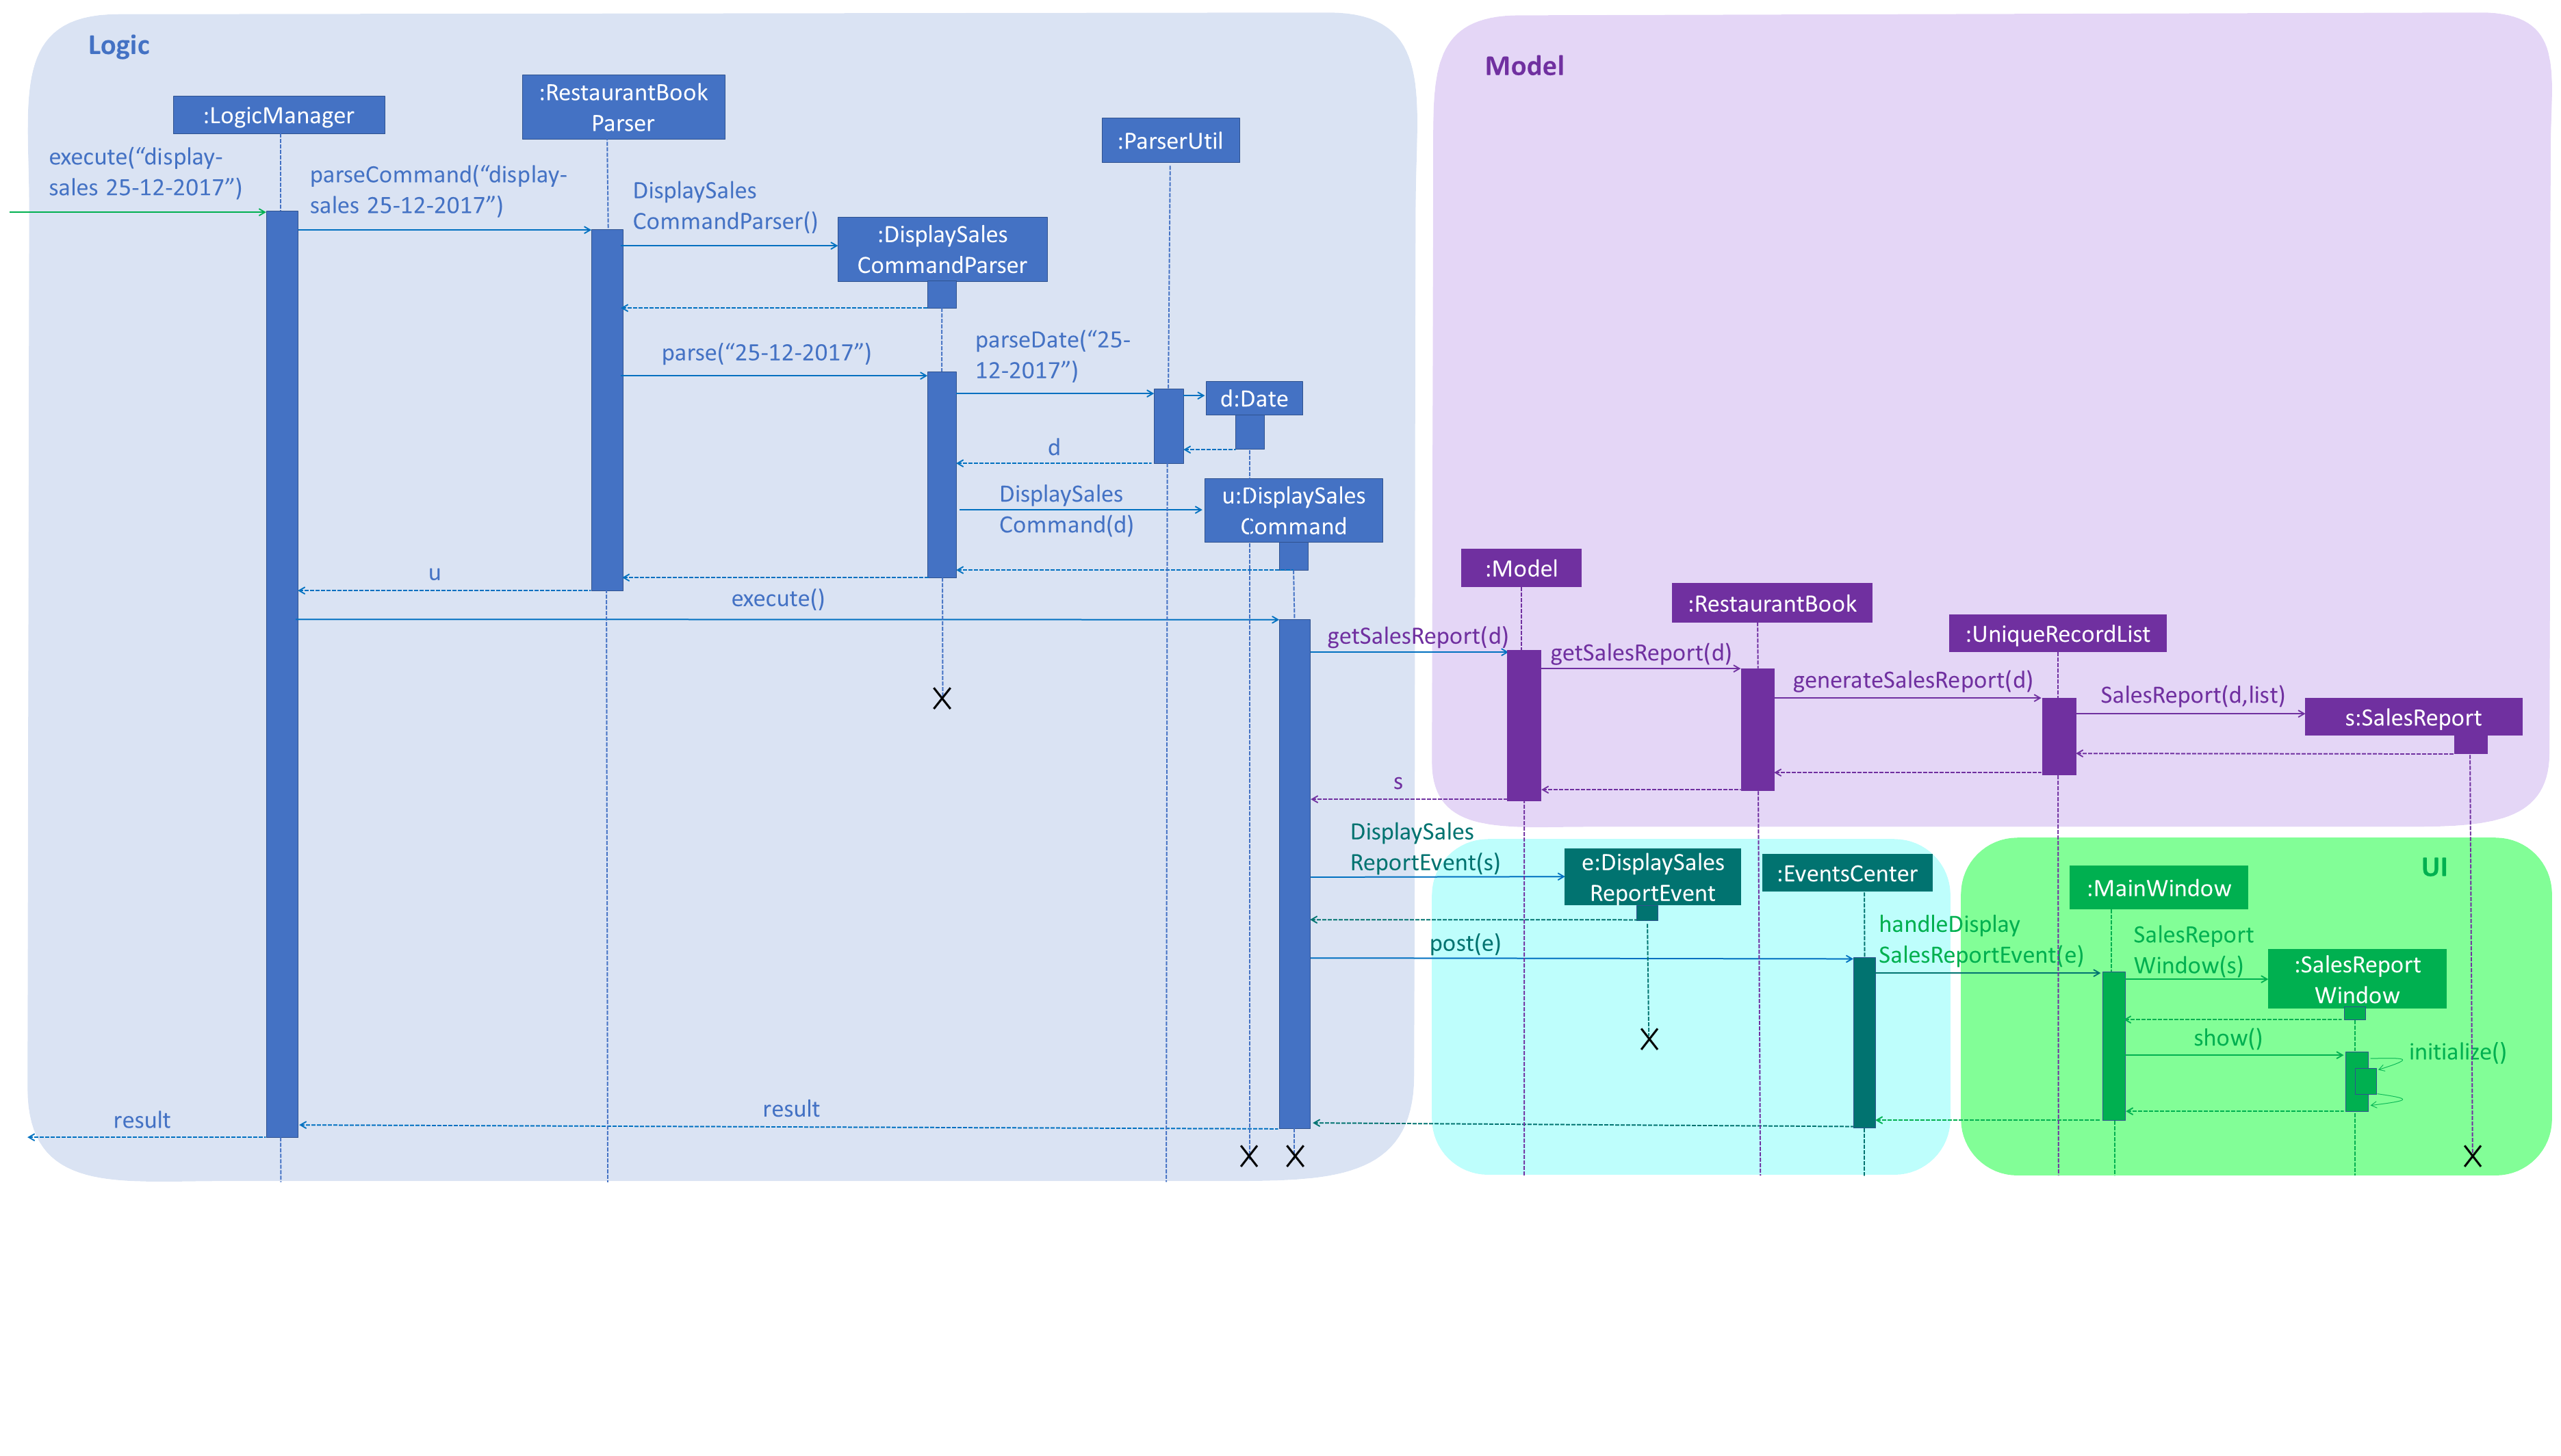 Logic
Model
:RestaurantBook
Parser
:LogicManager
:ParserUtil
execute(“display-
sales 25-12-2017”)
parseCommand(“display-
sales 25-12-2017”)
DisplaySales
CommandParser()
:DisplaySales
CommandParser
parse(“25-12-2017”)
parseDate(“25-
12-2017”)
d:Date
d
DisplaySales
Command(d)
u:DisplaySales
Command
u
execute()
:Model
:RestaurantBook
:UniqueRecordList
getSalesReport(d)
getSalesReport(d)
generateSalesReport(d)
SalesReport(d,list)
s:SalesReport
s
DisplaySales
ReportEvent(s)
e:DisplaySales
ReportEvent
:EventsCenter
UI
:MainWindow
post(e)
handleDisplay
SalesReportEvent(e)
SalesReport
Window(s)
:SalesReport
Window
show()
initialize()
result
result